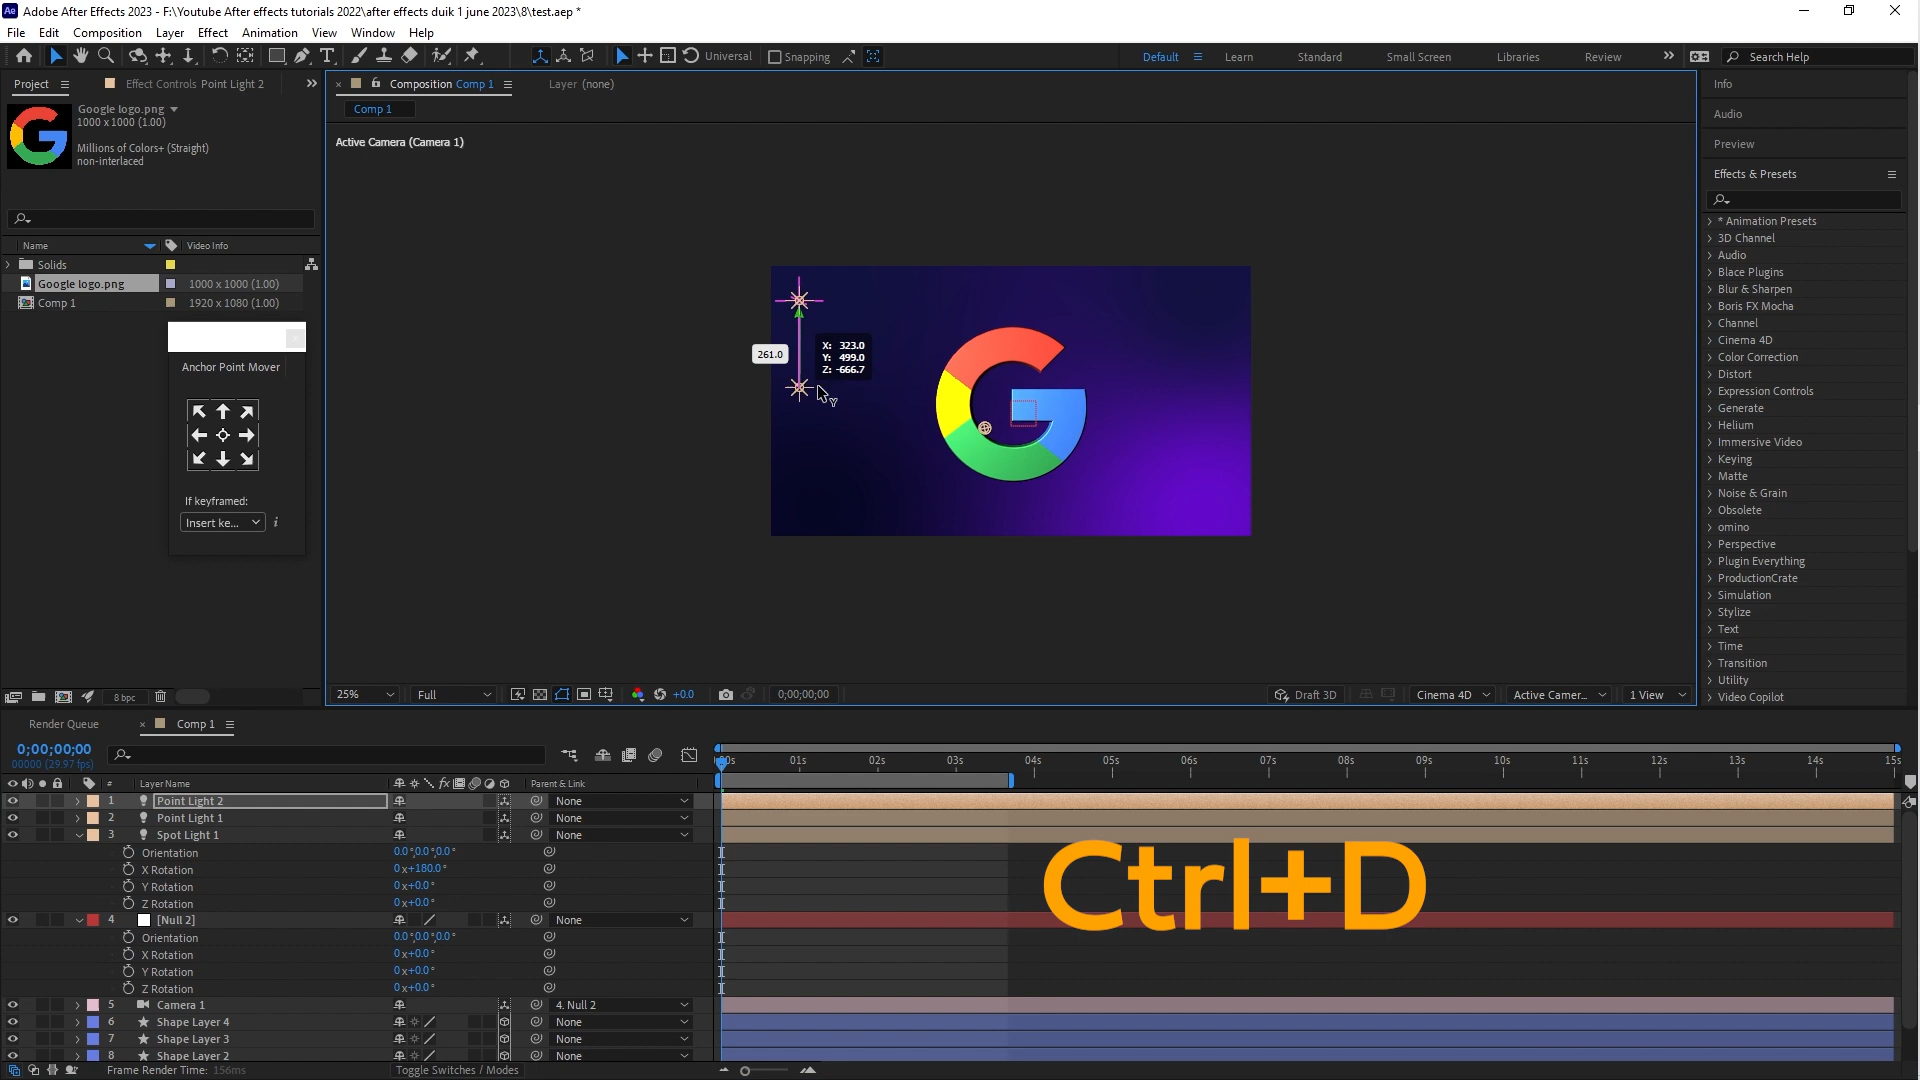 Adobe After Effects 2023 - F:\Youtube After effects tutorials 2022\after effects duik 1 june 2023\8\test.aep *
File Edit Composition Layer Effect Animation View Window Help
Universal Snapping Default Learn Standard Small Screen Libraries Review Search Help
Project Effect Controls Point Light 2
Composition Comp 1 Layer (none)
Comp 1
Google logo.png
1000 x 1000 (1.00)
Millions of Colors+ (Straight)
non-interlaced
Name Video Info
Solids
Google logo.png 1000 x 1000 (1.00)
Comp 1 1920 x 1080 (1.00)
Anchor Point Mover
If keyframed:
Insert ke...
8 bpc
Active Camera (Camera 1)
261.0
X: 323.0
Y: 499.0
Z: -666.7
Y
25% Full +0.0 0;00;00;00 Draft 3D Cinema 4D Active Camer... 1 View
Info
Audio
Preview
Effects & Presets
* Animation Presets
3D Channel
Audio
Blace Plugins
Blur & Sharpen
Boris FX Mocha
Channel
Cinema 4D
Color Correction
Distort
Expression Controls
Generate
Helium
Immersive Video
Keying
Matte
Noise & Grain
Obsolete
omino
Perspective
Plugin Everything
ProductionCrate
Simulation
Stylize
Text
Time
Transition
Utility
Video Copilot
Render Queue Comp 1
0;00;00;00
00000 (29.97 fps)
# Layer Name Parent & Link
00s 01s 02s 03s 04s 05s 06s 07s 08s 09s 10s 11s 12s 13s 14s 15s
1 Point Light 2 None
2 Point Light 1 None
3 Spot Light 1 None
Orientation 0.0°,0.0°,0.0°
X Rotation 0x+180.0°
Y Rotation 0x+0.0°
Z Rotation 0x+0.0°
4 [Null 2] None
Orientation 0.0°,0.0°,0.0°
X Rotation 0x+0.0°
Y Rotation 0x+0.0°
Z Rotation 0x+0.0°
5 Camera 1 4. Null 2
6 Shape Layer 4 None
7 Shape Layer 3 None
8 Shape Layer 2 None
Frame Render Time: 156ms Toggle Switches / Modes
Ctrl+D